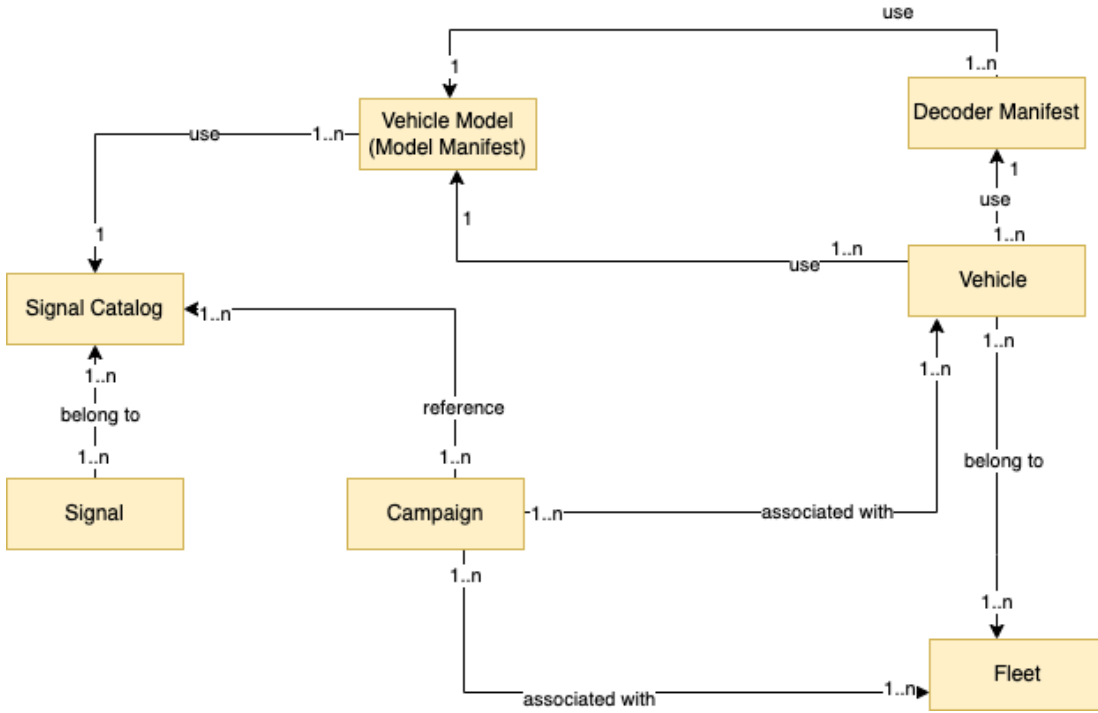 use
1
1..n
Vehicle Model
(Model Manifest)
Decoder Manifest
use
1..n
1
use
1..n
1
1
1..n
use
Vehicle
Signal Catalog
1..n
1..n
1..n
1..n
belong to
1..n
reference
1..n
belong to
Signal
Campaign
1..n
associated with
1..n
1..n
Fleet
associated with
1..n